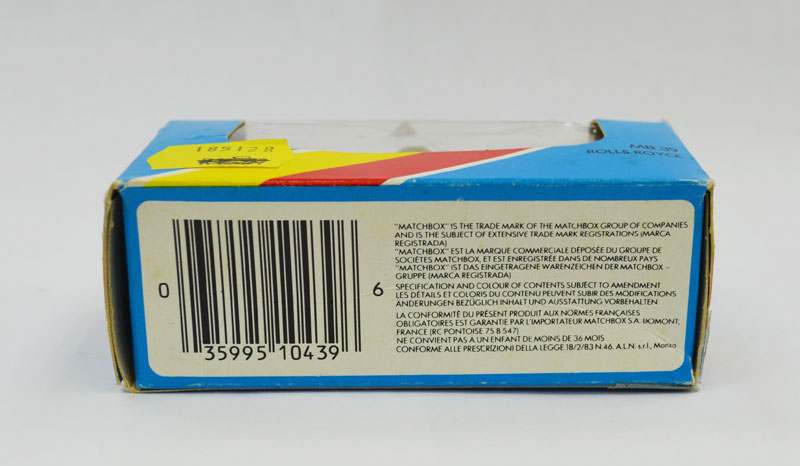 185128
MB 39
ROLLS ROYCE
"MATCHBOX" IS THE TRADE MARK OF THE MATCHBOX GROUP OF COMPANIES
AND IS THE SUBJECT OF EXTENSIVE TRADE MARK REGISTRATIONS (MARCA
REGISTRADA)
"MATCHBOX" EST LA MARQUE COMMERCIALE DÉPOSÉE DU GROUPE DE
SOCIÉTES MATCHBOX, ET EST ENREGISTRÉE DANS DE NOMBREUX PAYS
"MATCHBOX" IST DAS EINGETRAGENE WARENZEICHEN DER MATCHBOX –
GRUPPE (MARCA REGISTRADA)
SPECIFICATION AND COLOUR OF CONTENTS SUBJECT TO AMENDMENT
LES DÉTAILS ET COLORIS DU CONTENU PEUVENT SUBIR DES MODIFICATIONS
ÄNDERUNGEN BEZÜGLICH INHALT UND AUSSTATTUNG VORBEHALTEN
LA CONFORMITÉ DU PRÉSENT PRODUIT AUX NORMES FRANÇAISES
OBLIGATOIRES EST GARANTIE PAR L'IMPORTATEUR MATCHBOX S.A. DOMONT,
FRANCE (RC PONTOISE 75 B 547)
NE CONVIENT PAS A UN ENFANT DE MOINS DE 36 MOIS
CONFORME ALLE PRESCRIZIONI DELLA LEGGE 18/2/83 N:46. A.L.N. s.r.l., Monza
0 35995 10439 6